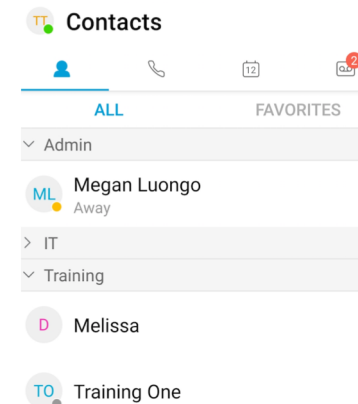 TT Contacts
12 2
ALL FAVORITES
Admin
ML Megan Luongo
Away
IT
Training
D Melissa
TO Training One